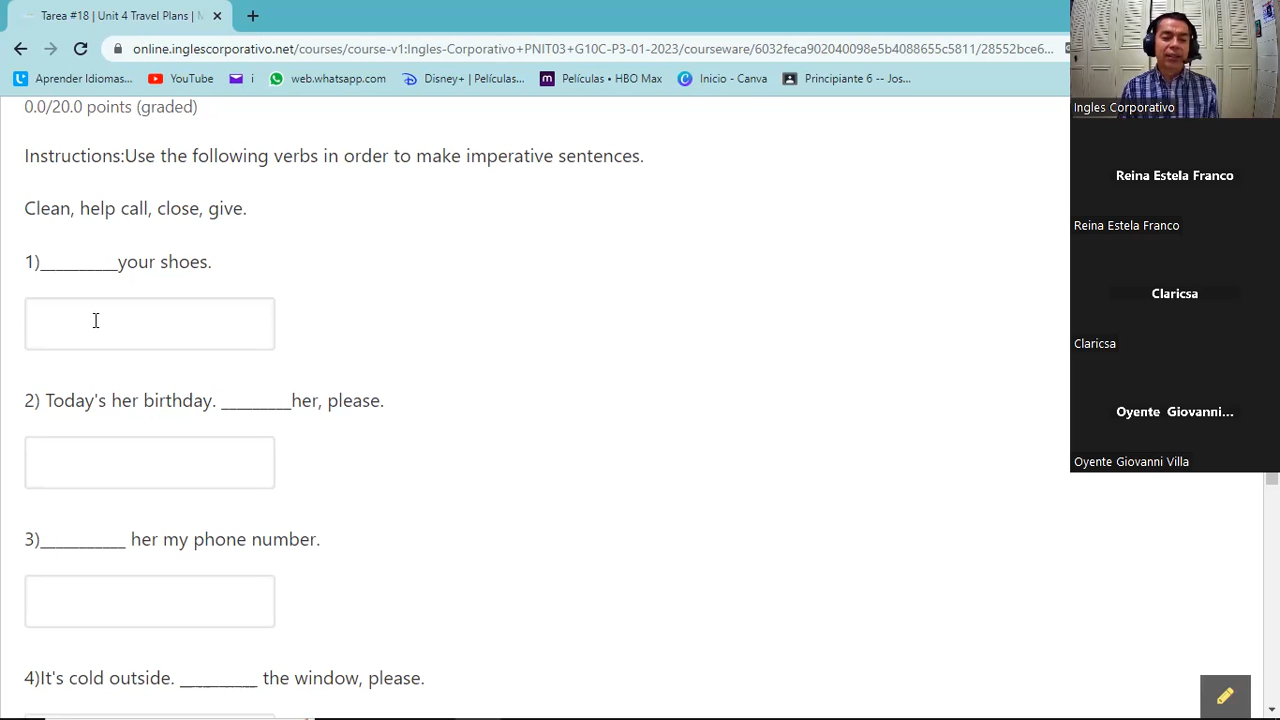 Tarea #18 | Unit 4 Travel Plans |
online.inglescorporativo.net/courses/course-v1:Ingles-Corporativo+PNIT03+G10C-P3-01-2023/courseware/6032feca902040098e5b4038e655c5811/28552bce6...
Aprender Idiomas... YouTube i web.whatsapp.com Disney+ | Películas... Películas • HBO Max Inicio - Canva Principiante 6 -- Jos...
0.0/20.0 points (graded)
Instructions:Use the following verbs in order to make imperative sentences.
Clean, help call, close, give.
1)_________your shoes.
2) Today's her birthday. ________her, please.
3)__________ her my phone number.
4)It's cold outside. _________ the window, please.
Ingles Corporativo
Reina Estela Franco
Reina Estela Franco
Claricsa
Claricsa
Oyente Giovanni...
Oyente Giovanni Villa